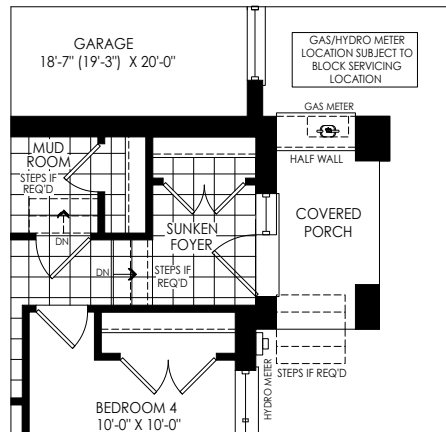 GARAGE
18'-7" (19'-3") X 20'-0"
GAS/HYDRO METER
LOCATION SUBJECT TO
BLOCK SERVICING
LOCATION
GAS METER
HALF WALL
MUD
ROOM
STEPS IF
REQ'D
DN
SUNKEN
FOYER
COVERED
PORCH
DN
STEPS IF
REQ'D
STEPS IF REQ'D
HYDRO METER
BEDROOM 4
10'-0" X 10'-0"